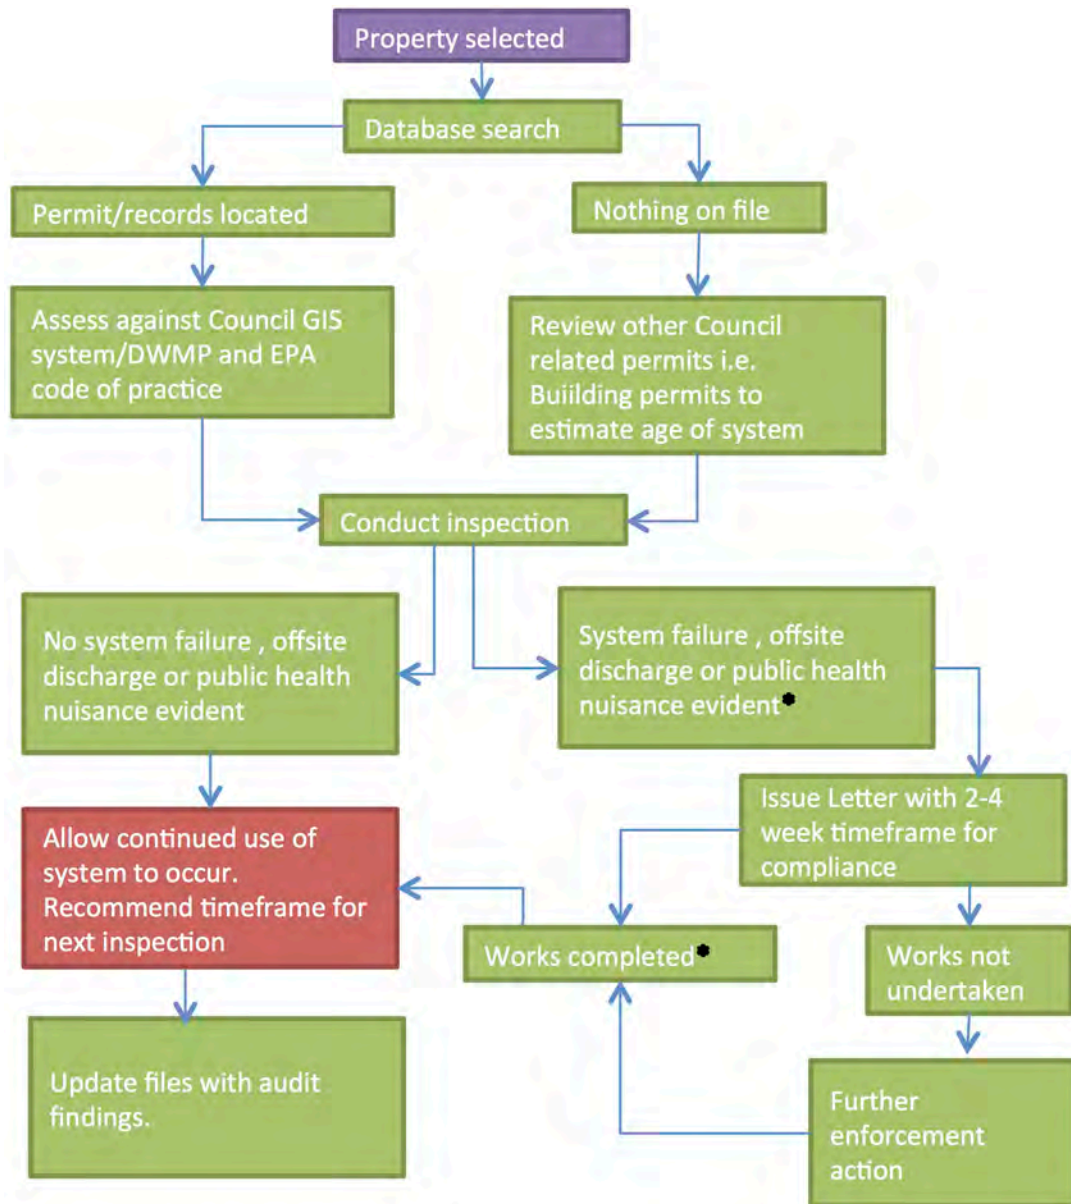 Property selected
Database search
Permit/records located
Nothing on file
Assess against Council GIS
system/DWMP and EPA
code of practice
Review other Council
related permits i.e.
Buiilding permits to
estimate age of system
Conduct inspection
No system failure , offsite
discharge or public health
nuisance evident
System failure , offsite
discharge or public health
nuisance evident*
Issue Letter with 2-4
week timeframe for
compliance
Allow continued use of
system to occur.
Recommend timeframe for
next inspection
Works completed*
Works not
undertaken
Update files with audit
findings.
Further
enforcement
action